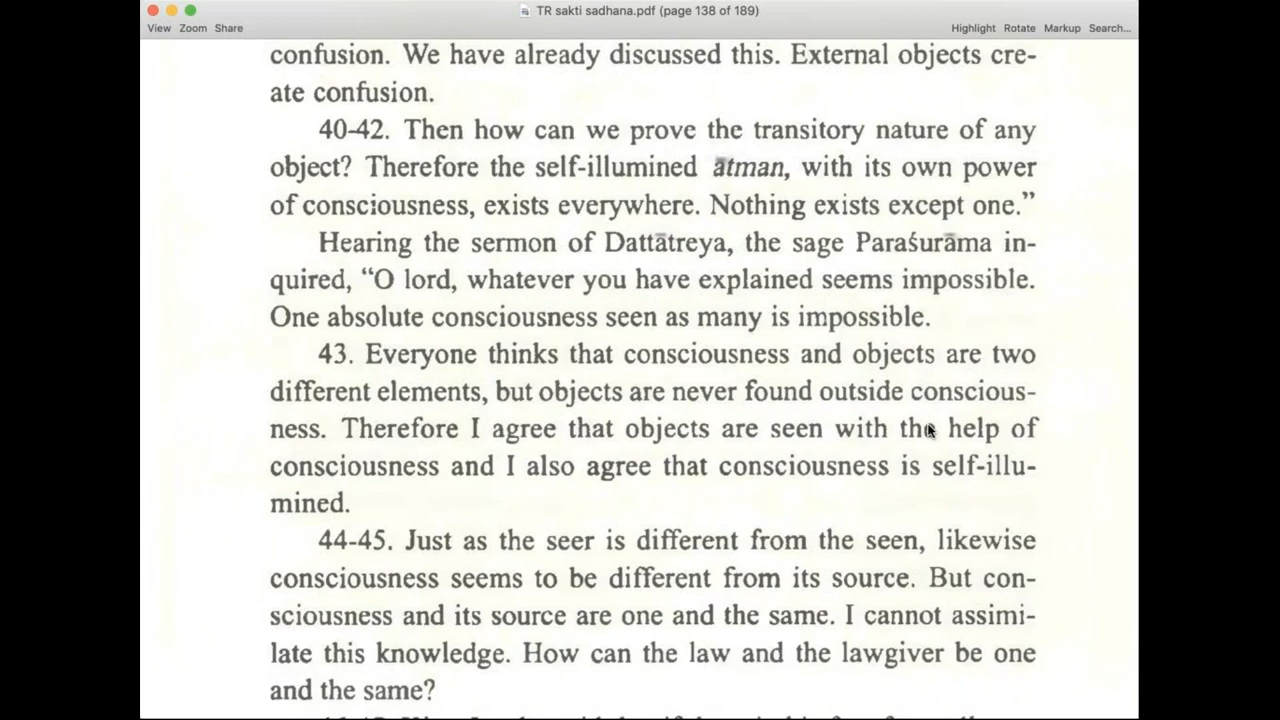 TR sakti sadhana.pdf (page 138 of 189)
View Zoom Share Highlight Rotate Markup Search...
confusion. We have already discussed this. External objects cre-
ate confusion.
40-42. Then how can we prove the transitory nature of any
object? Therefore the self-illumined ātman, with its own power
of consciousness, exists everywhere. Nothing exists except one.”
Hearing the sermon of Dattātreya, the sage Paraśurāma in-
quired, “O lord, whatever you have explained seems impossible.
One absolute consciousness seen as many is impossible.
43. Everyone thinks that consciousness and objects are two
different elements, but objects are never found outside conscious-
ness. Therefore I agree that objects are seen with the help of
consciousness and I also agree that consciousness is self-illu-
mined.
44-45. Just as the seer is different from the seen, likewise
consciousness seems to be different from its source. But con-
sciousness and its source are one and the same. I cannot assimi-
late this knowledge. How can the law and the lawgiver be one
and the same?